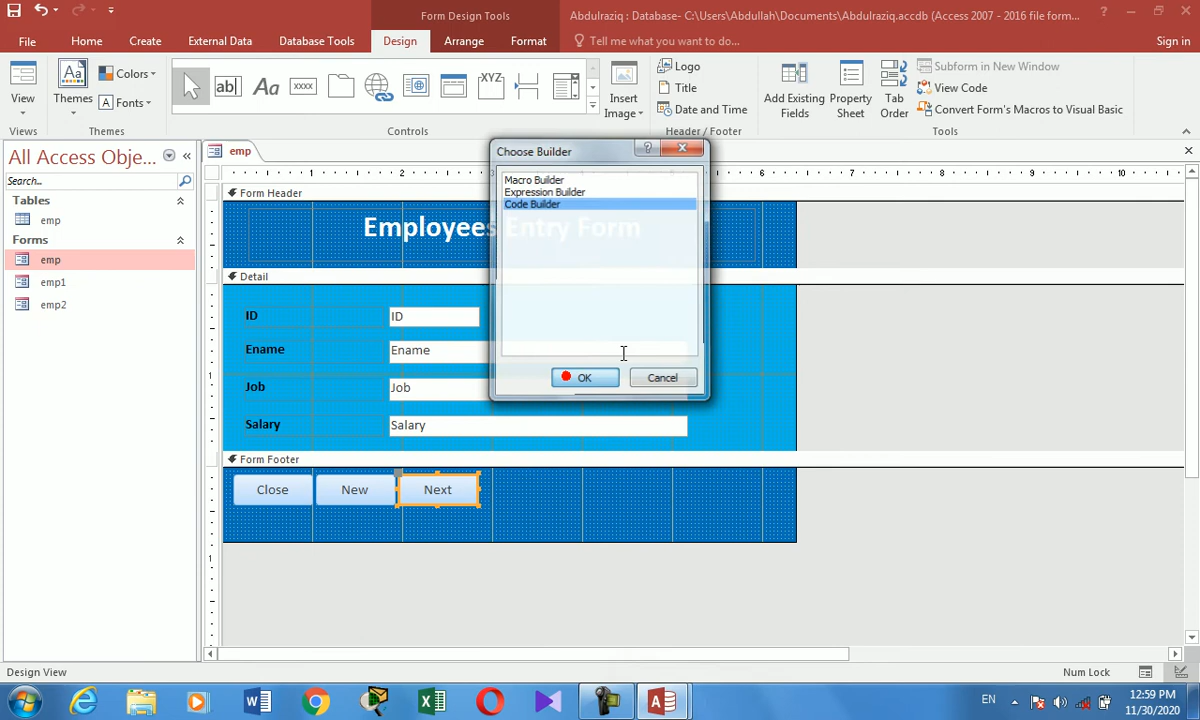 Form Design Tools
Abdulraziq : Database- C:\Users\Abdullah\Documents\Abdulraziq.accdb (Access 2007 - 2016 file form...
?
File
Home
Create
External Data
Database Tools
Design
Arrange
Format
Tell me what you want to do...
Sign in
View
Themes
Colors
Fonts
ab|
Aa
xxxx
XYZ
Insert Image
Logo
Title
Date and Time
Add Existing Fields
Property Sheet
Tab Order
Subform in New Window
View Code
Convert Form's Macros to Visual Basic
Views
Themes
Controls
Header / Footer
Tools
All Access Obje...
Search...
Tables
emp
Forms
emp
emp1
emp2
emp
Form Header
Employees Entry Form
Detail
ID
ID
Ename
Ename
Job
Job
Salary
Salary
Form Footer
Close
New
Next
Choose Builder
?
Macro Builder
Expression Builder
Code Builder
OK
Cancel
Design View
Num Lock
EN
12:59 PM
11/30/2020